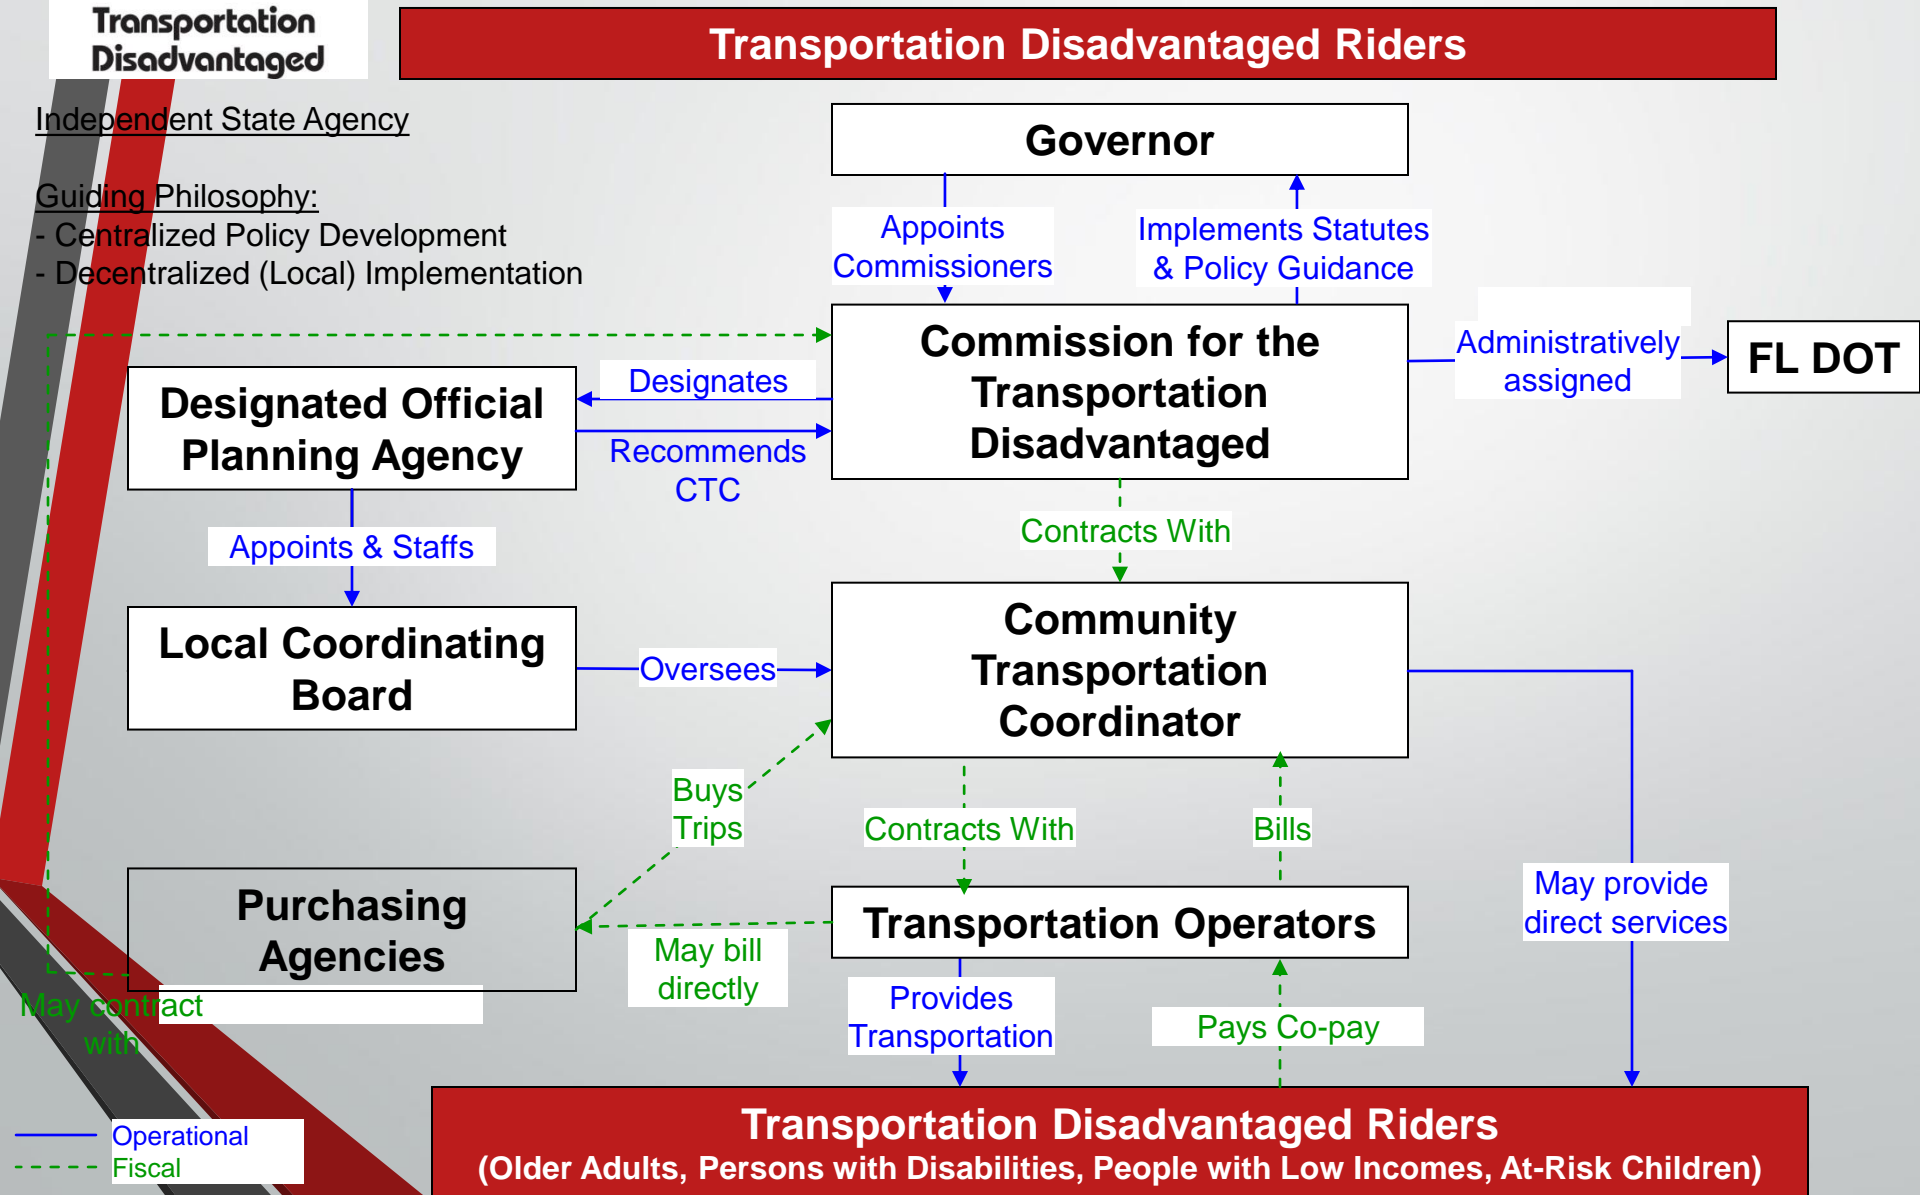 Transportation
Disadvantaged
Transportation Disadvantaged Riders
Independent State Agency
Guiding Philosophy:
- Centralized Policy Development
- Decentralized (Local) Implementation
Governor
Appoints
Commissioners
Implements Statutes
& Policy Guidance
Commission for the
Transportation
Disadvantaged
Administratively
assigned
FL DOT
Designates
Designated Official
Planning Agency
Recommends
CTC
Appoints & Staffs
Contracts With
Local Coordinating
Board
Oversees
Community
Transportation
Coordinator
Buys
Trips
Contracts With
Bills
May provide
direct services
Purchasing
Agencies
Transportation Operators
May bill
directly
May contract
with
Provides
Transportation
Pays Co-pay
Transportation Disadvantaged Riders
(Older Adults, Persons with Disabilities, People with Low Incomes, At-Risk Children)
Operational
Fiscal